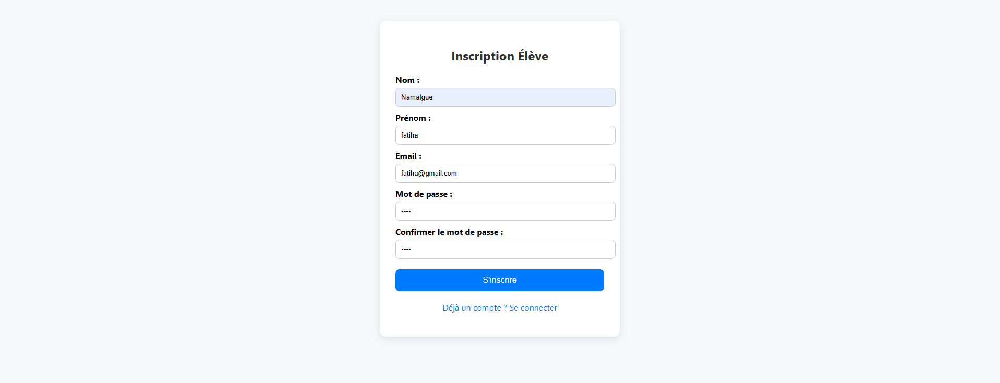 Inscription Élève
Nom :
Namalgue
Prénom :
fatiha
Email :
fatiha@gmail.com
Mot de passe :
••••
Confirmer le mot de passe :
••••
S'inscrire
Déjà un compte ? Se connecter